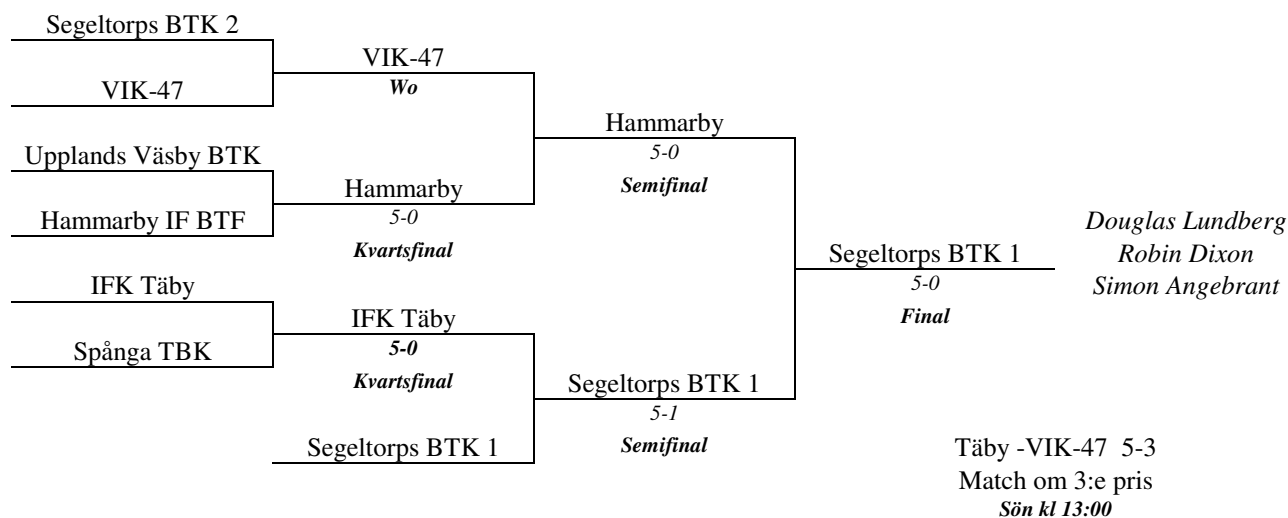 Segeltorps BTK 2
VIK-47
VIK-47
Wo
Hammarby
5-0
Semifinal
Upplands Väsby BTK
Hammarby
5-0
Kvartsfinal
Hammarby IF BTF
Douglas Lundberg
Robin Dixon
Simon Angebrant
Segeltorps BTK 1
5-0
Final
IFK Täby
IFK Täby
5-0
Kvartsfinal
Spånga TBK
Segeltorps BTK 1
5-1
Semifinal
Segeltorps BTK 1
Täby -VIK-47 5-3
Match om 3:e pris
Sön kl 13:00